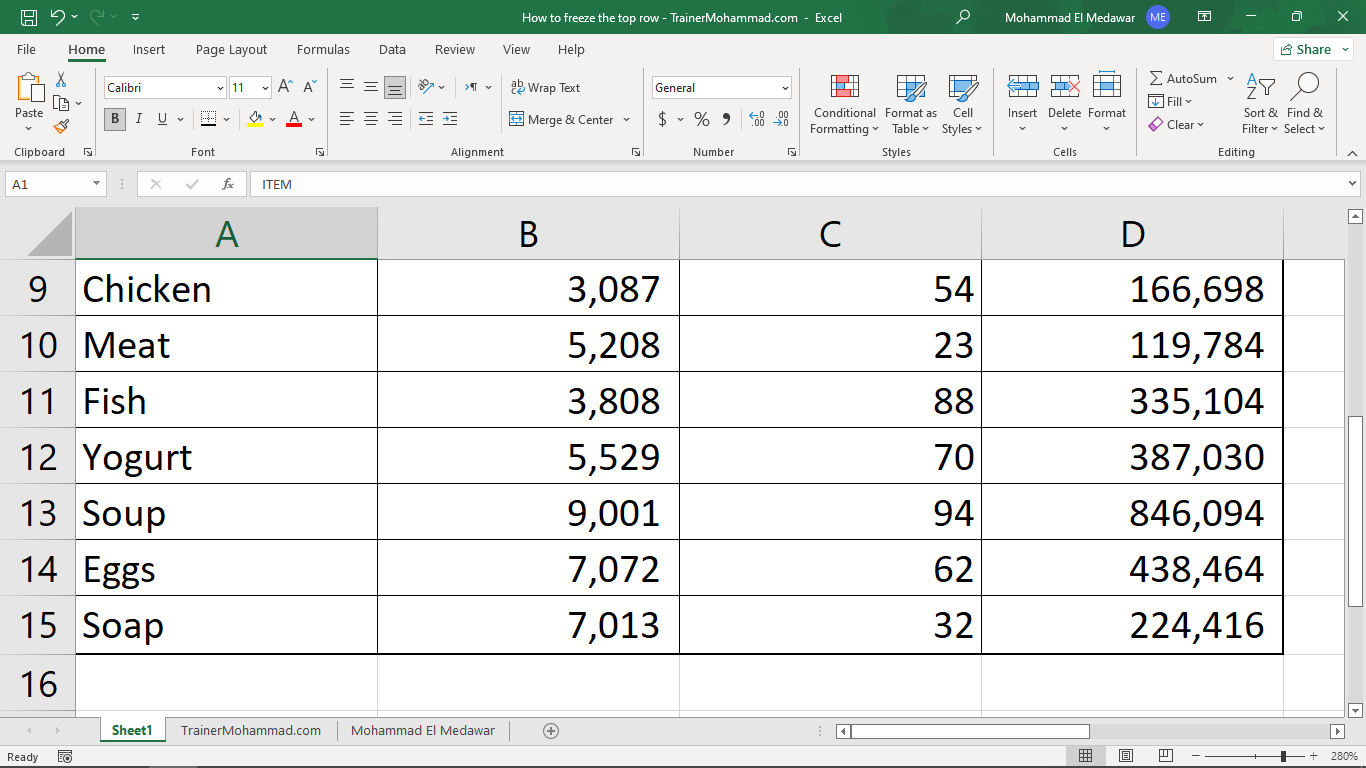 How to freeze the top row - TrainerMohammad.com - Excel
Mohammad El Medawar ME
File Home Insert Page Layout Formulas Data Review View Help Share
Calibri 11 A A ab Wrap Text General AutoSum
Paste Conditional Formatting Format as Table Cell Styles Insert Delete Format Fill Sort & Filter Find & Select
B I U A Merge & Center $ % Clear
Clipboard Font Alignment Number Styles Cells Editing
A1 fx ITEM
A B C D
9 Chicken 3,087 54 166,698
10 Meat 5,208 23 119,784
11 Fish 3,808 88 335,104
12 Yogurt 5,529 70 387,030
13 Soup 9,001 94 846,094
14 Eggs 7,072 62 438,464
15 Soap 7,013 32 224,416
16
Sheet1 TrainerMohammad.com Mohammad El Medawar
Ready 280%